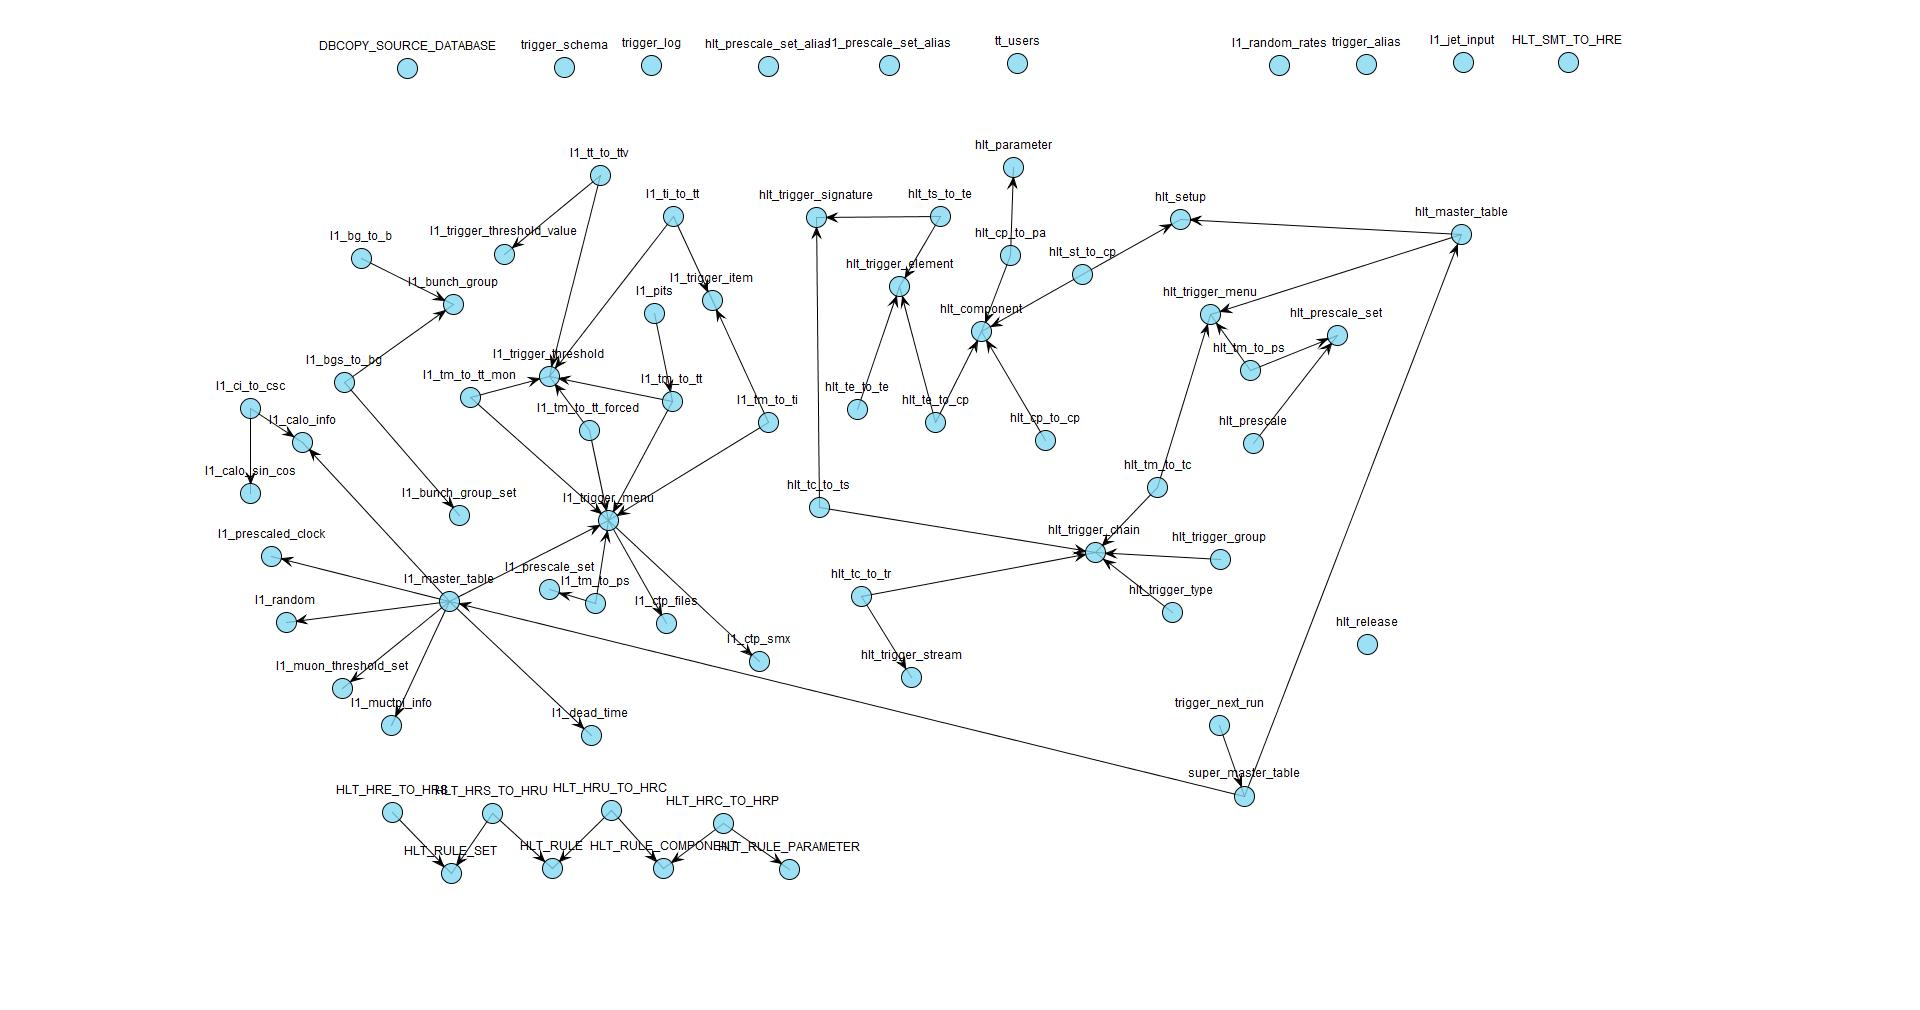 DBCOPY_SOURCE_DATABASE
trigger_schema
trigger_log
hlt_prescale_set_alias
l1_prescale_set_alias
tt_users
l1_random_rates
trigger_alias
l1_jet_input
HLT_SMT_TO_HRE
l1_tt_to_ttv
hlt_parameter
l1_ti_to_tt
hlt_trigger_signature
hlt_ts_to_te
hlt_setup
hlt_master_table
l1_bg_to_b
l1_trigger_threshold_value
hlt_cp_to_pa
hlt_st_to_cp
hlt_trigger_element
l1_bunch_group
l1_trigger_item
l1_pits
hlt_trigger_menu
hlt_component
hlt_prescale_set
l1_bgs_to_bg
l1_trigger_threshold
hlt_tm_to_ps
l1_ci_to_csc
l1_tm_to_tt_mon
l1_tm_to_tt
hlt_te_to_te
l1_calo_info
l1_tm_to_tt_forced
l1_tm_to_ti
hlt_te_to_cp
hlt_cp_to_cp
hlt_prescale
l1_calo_sin_cos
hlt_tm_to_tc
l1_bunch_group_set
l1_trigger_menu
hlt_tc_to_ts
l1_prescaled_clock
hlt_trigger_chain
hlt_trigger_group
l1_master_table
l1_prescale_set
l1_tm_to_ps
hlt_tc_to_tr
hlt_trigger_type
l1_random
l1_ctp_files
hlt_release
l1_ctp_smx
l1_muon_threshold_set
hlt_trigger_stream
l1_muctpi_info
l1_dead_time
trigger_next_run
super_master_table
HLT_HRE_TO_HRS
HLT_HRS_TO_HRU
HLT_HRU_TO_HRC
HLT_HRC_TO_HRP
HLT_RULE_SET
HLT_RULE
HLT_RULE_COMPONENT
HLT_RULE_PARAMETER